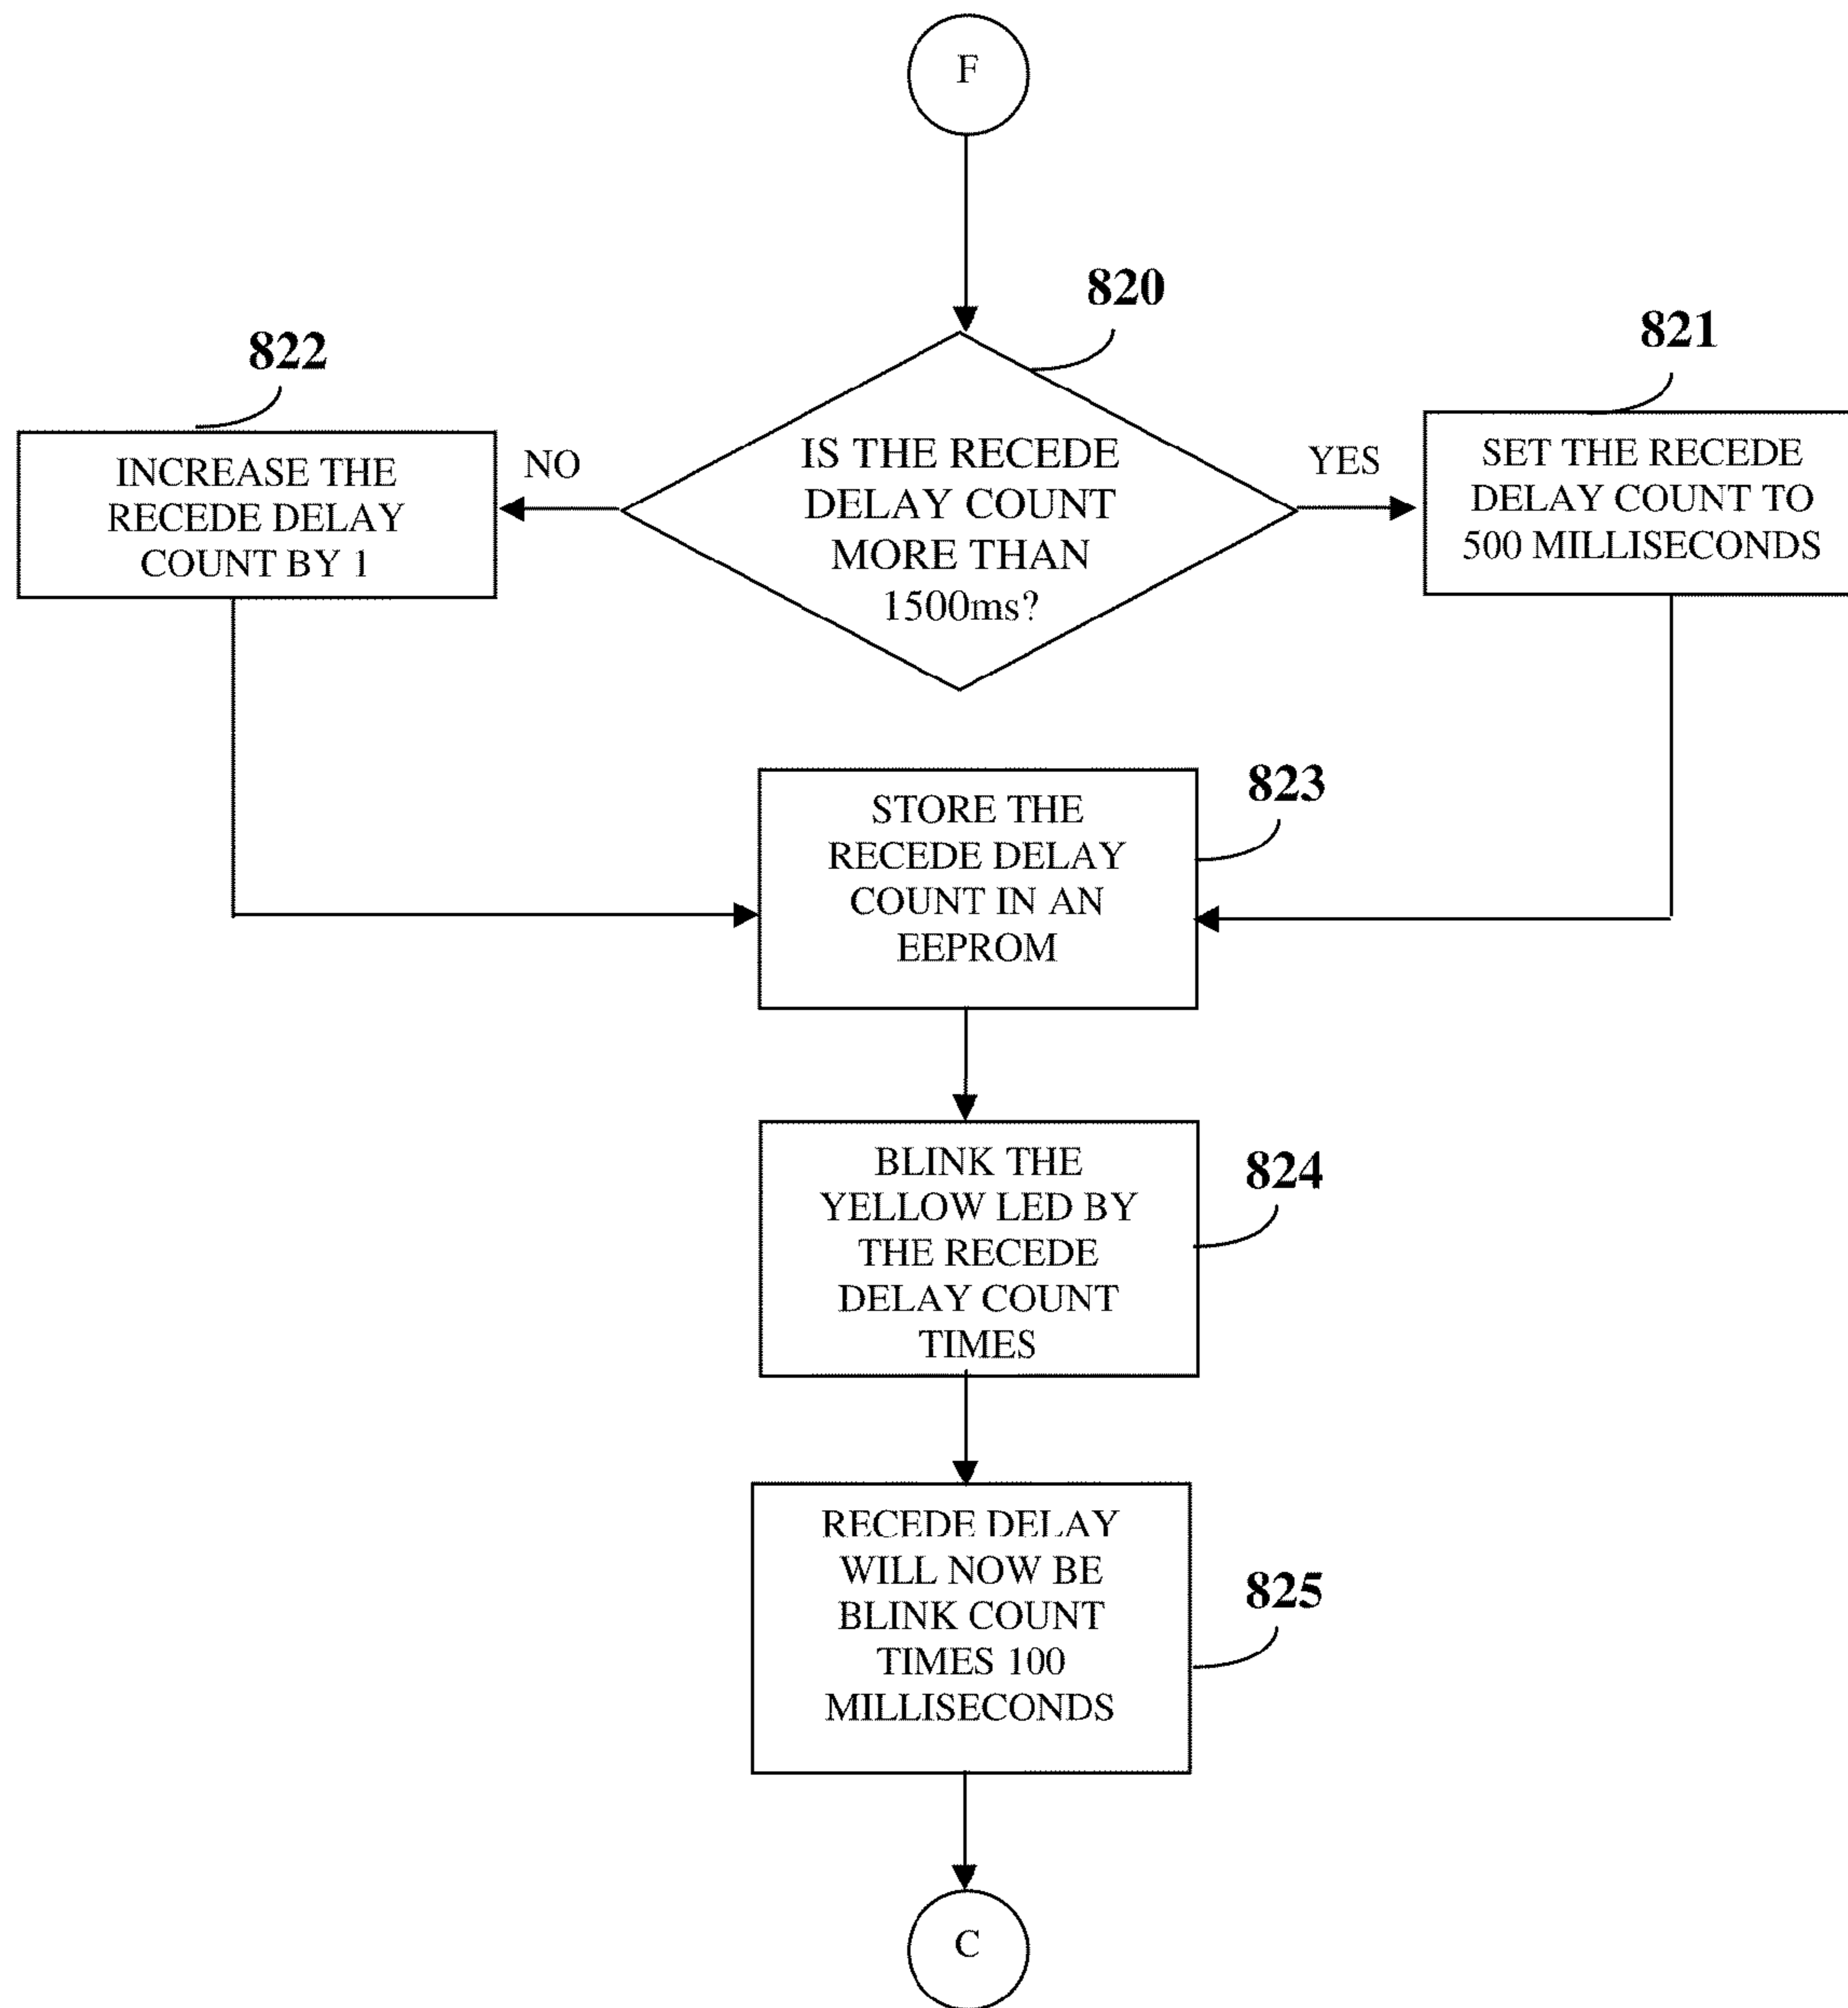 F
820
821
822
IS THE RECEDE
DELAY COUNT
MORE THAN
1500ms?
NO
YES
INCREASE THE
RECEDE DELAY
COUNT BY 1
SET THE RECEDE
DELAY COUNT TO
500 MILLISECONDS
823
STORE THE
RECEDE DELAY
COUNT IN AN
EEPROM
824
BLINK THE
YELLOW LED BY
THE RECEDE
DELAY COUNT
TIMES
825
RECEDE DELAY
WILL NOW BE
BLINK COUNT
TIMES 100
MILLISECONDS
C